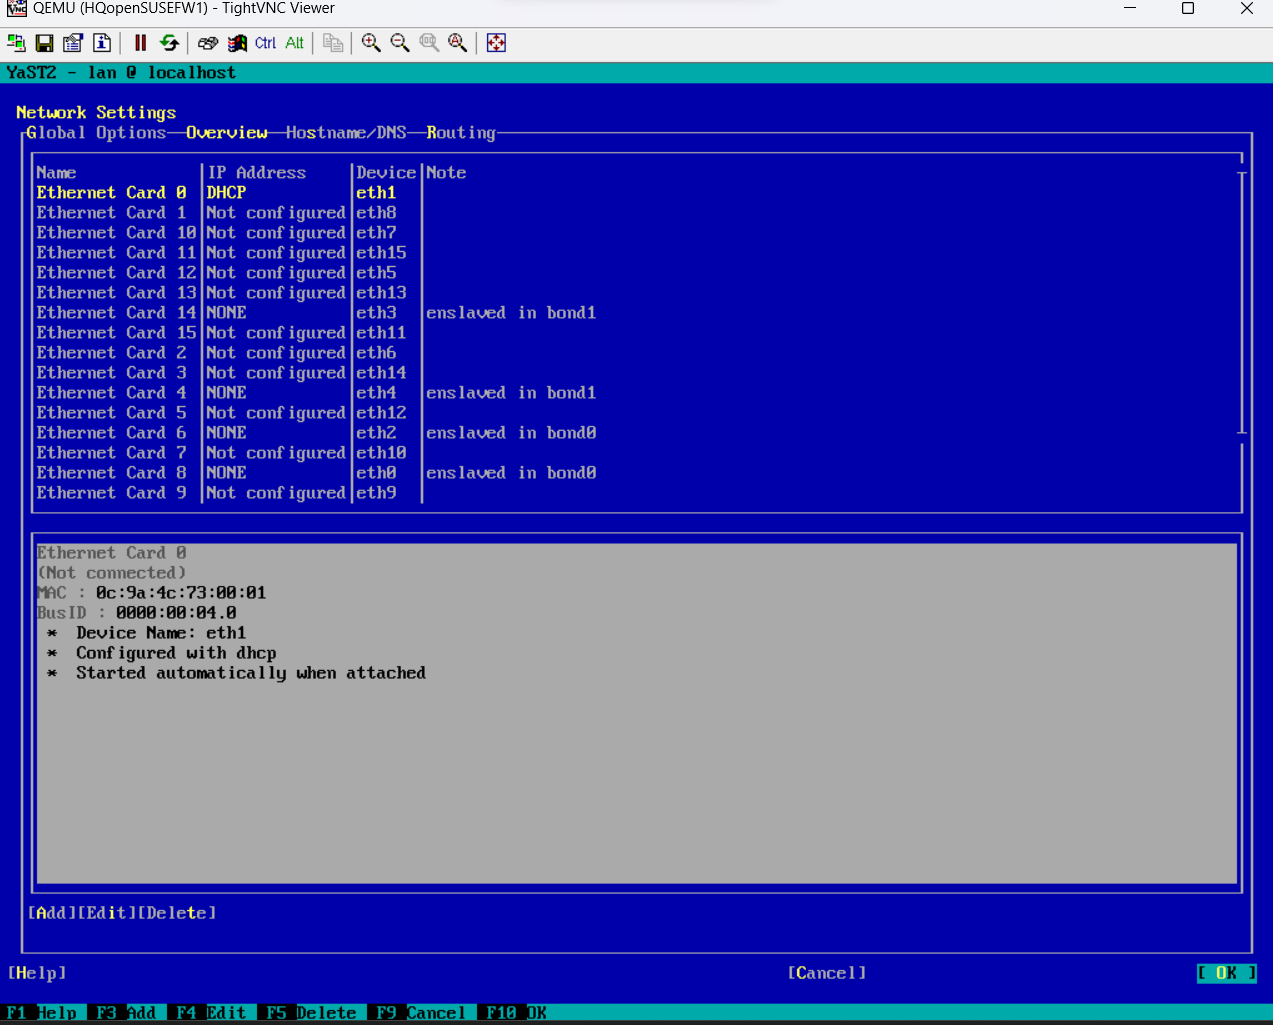 QEMU (HQopenSUSEFW1) - TightVNC Viewer
Ctrl Alt
YaST2 - lan @ localhost
Network Settings
Global Options Overview Hostname/DNS Routing
Name IP Address Device Note
Ethernet Card 0 DHCP eth1
Ethernet Card 1 Not configured eth8
Ethernet Card 10 Not configured eth7
Ethernet Card 11 Not configured eth15
Ethernet Card 12 Not configured eth5
Ethernet Card 13 Not configured eth13
Ethernet Card 14 NONE eth3 enslaved in bond1
Ethernet Card 15 Not configured eth11
Ethernet Card 2 Not configured eth6
Ethernet Card 3 Not configured eth14
Ethernet Card 4 NONE eth4 enslaved in bond1
Ethernet Card 5 Not configured eth12
Ethernet Card 6 NONE eth2 enslaved in bond0
Ethernet Card 7 Not configured eth10
Ethernet Card 8 NONE eth0 enslaved in bond0
Ethernet Card 9 Not configured eth9
Ethernet Card 0
(Not connected)
MAC : 0c:9a:4c:73:00:01
BusID : 0000:00:04.0
* Device Name: eth1
* Configured with dhcp
* Started automatically when attached
[Add][Edit][Delete]
[Help] [Cancel] [ OK ]
F1 Help F3 Add F4 Edit F5 Delete F9 Cancel F10 OK